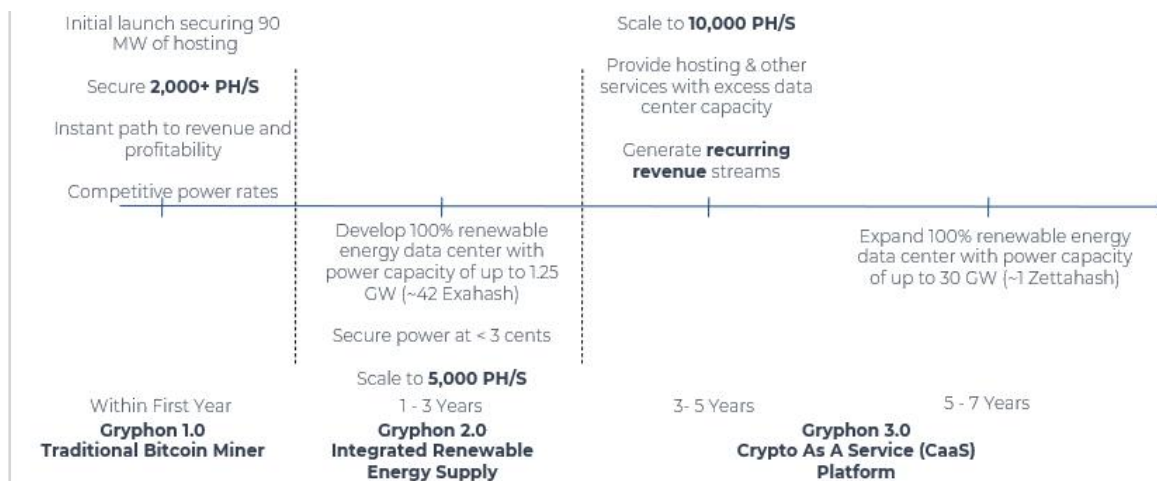 Initial launch securing 90
MW of hosting
Secure 2,000+ PH/S
Instant path to revenue and
profitability
Competitive power rates
Develop 100% renewable
energy data center with
power capacity of up to 1.25
GW (~42 Exahash)
Secure power at < 3 cents
Scale to 5,000 PH/S
Scale to 10,000 PH/S
Provide hosting & other
services with excess data
center capacity
Generate recurring
revenue streams
Expand 100% renewable energy
data center with power capacity
of up to 30 GW (~1 Zettahash)
Within First Year
Gryphon 1.0
Traditional Bitcoin Miner
1 - 3 Years
Gryphon 2.0
Integrated Renewable
Energy Supply
3- 5 Years
5 - 7 Years
Gryphon 3.0
Crypto As A Service (CaaS)
Platform